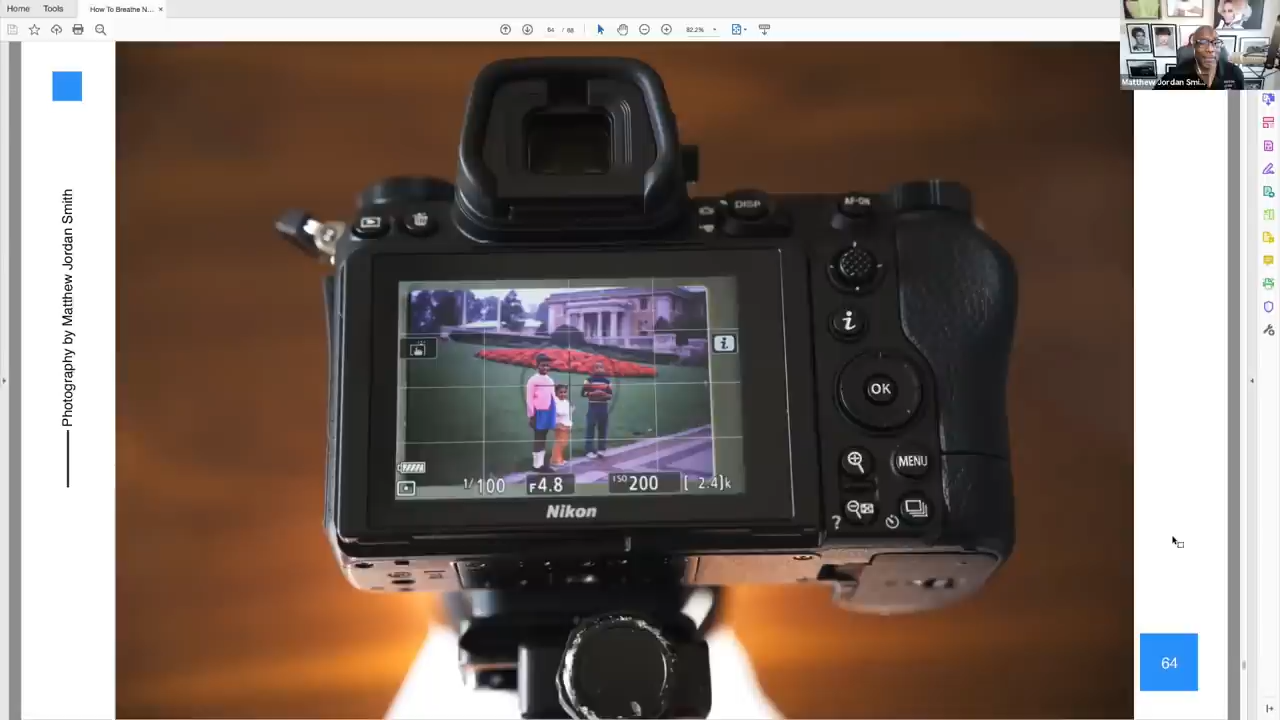 Home
Tools
How To Breathe N...
64 / 68
82.2%
Matthew Jordan Smi...
Photography by Matthew Jordan Smith
DISP
AF-ON
i
i
OK
MENU
?
1/100 F4.8 ISO 200 [ 2.4]k
Nikon
64